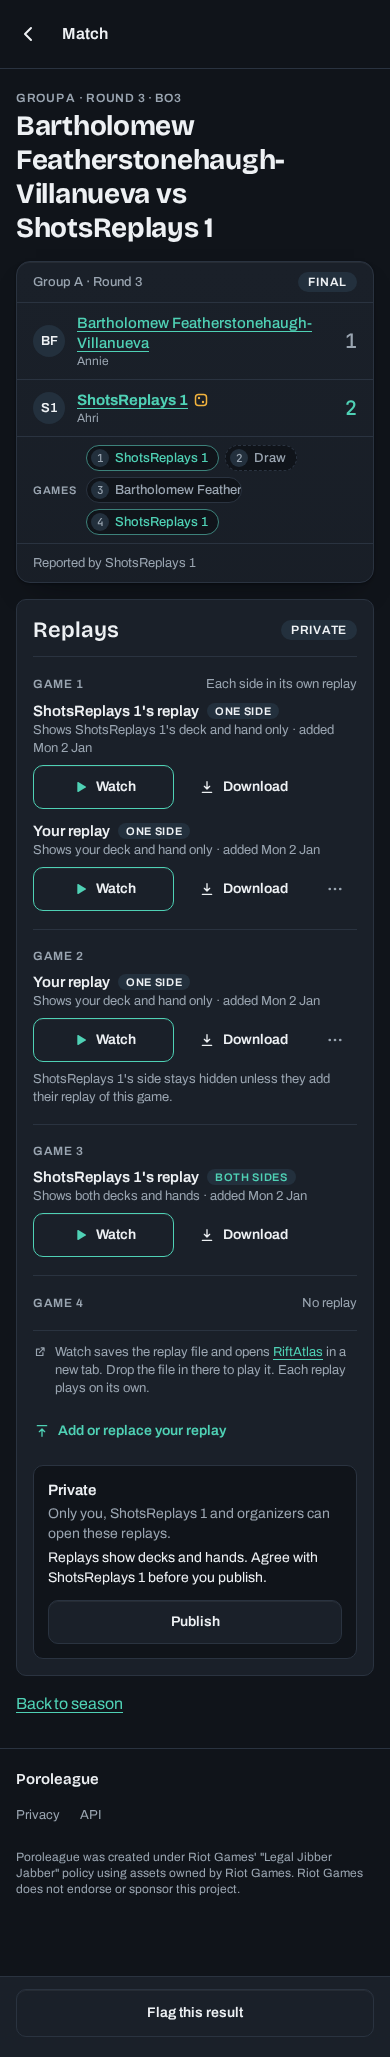 Match
GROUP A · ROUND 3 · BO3
Bartholomew
Featherstonehaugh-
Villanueva vs
ShotsReplays 1
Group A · Round 3
FINAL
BF
Bartholomew Featherstonehaugh-
Villanueva
Annie
1
S1
ShotsReplays 1
Ahri
2
GAMES
1 ShotsReplays 1
2 Draw
3 Bartholomew Feather
4 ShotsReplays 1
Reported by ShotsReplays 1
Replays
PRIVATE
GAME 1
Each side in its own replay
ShotsReplays 1's replay ONE SIDE
Shows ShotsReplays 1's deck and hand only · added
Mon 2 Jan
Watch
Download
Your replay ONE SIDE
Shows your deck and hand only · added Mon 2 Jan
Watch
Download
GAME 2
Your replay ONE SIDE
Shows your deck and hand only · added Mon 2 Jan
Watch
Download
ShotsReplays 1's side stays hidden unless they add
their replay of this game.
GAME 3
ShotsReplays 1's replay BOTH SIDES
Shows both decks and hands · added Mon 2 Jan
Watch
Download
GAME 4
No replay
Watch saves the replay file and opens RiftAtlas in a
new tab. Drop the file in there to play it. Each replay
plays on its own.
Add or replace your replay
Private
Only you, ShotsReplays 1 and organizers can
open these replays.
Replays show decks and hands. Agree with
ShotsReplays 1 before you publish.
Publish
Back to season
Poroleague
Privacy
API
Poroleague was created under Riot Games' "Legal Jibber
Jabber" policy using assets owned by Riot Games. Riot Games
does not endorse or sponsor this project.
Flag this result